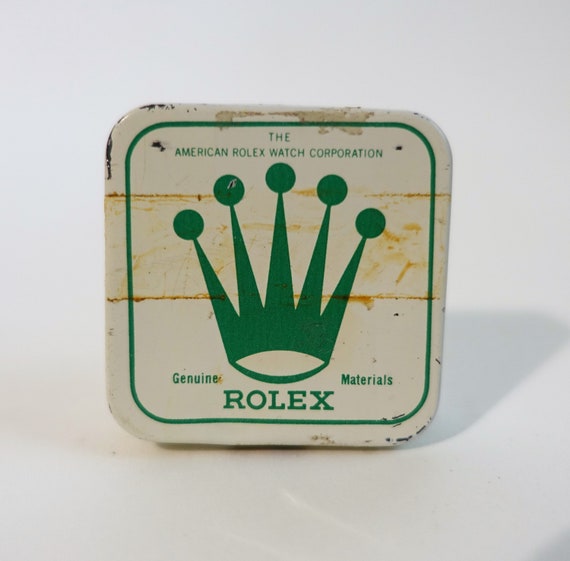 THE
AMERICAN ROLEX WATCH CORPORATION
Genuine Materials
ROLEX